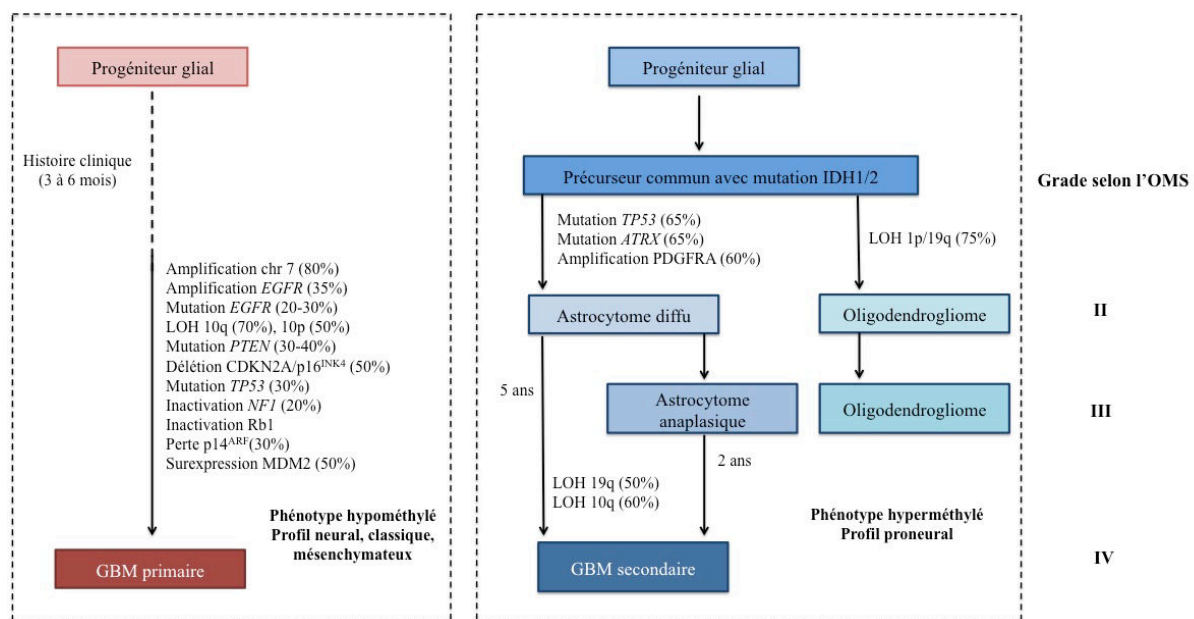 Progéniteur glial
Histoire clinique
(3 à 6 mois)
Amplification chr 7 (80%)
Amplification EGFR (35%)
Mutation EGFR (20-30%)
LOH 10q (70%), 10p (50%)
Mutation PTEN (30-40%)
Délétion CDKN2A/p16INK4 (50%)
Mutation TP53 (30%)
Inactivation NF1 (20%)
Inactivation Rb1
Perte p14ARF(30%)
Surexpression MDM2 (50%)
Phénotype hypométhylé
Profil neural, classique,
mésenchymateux
GBM primaire
Progéniteur glial
Précurseur commun avec mutation IDH1/2
Mutation TP53 (65%)
Mutation ATRX (65%)
Amplification PDGFRA (60%)
LOH 1p/19q (75%)
Astrocytome diffu
Oligodendrogliome
5 ans
Astrocytome
anaplasique
Oligodendrogliome
2 ans
LOH 19q (50%)
LOH 10q (60%)
Phénotype hyperméthylé
Profil proneural
GBM secondaire
Grade selon l’OMS
II
III
IV